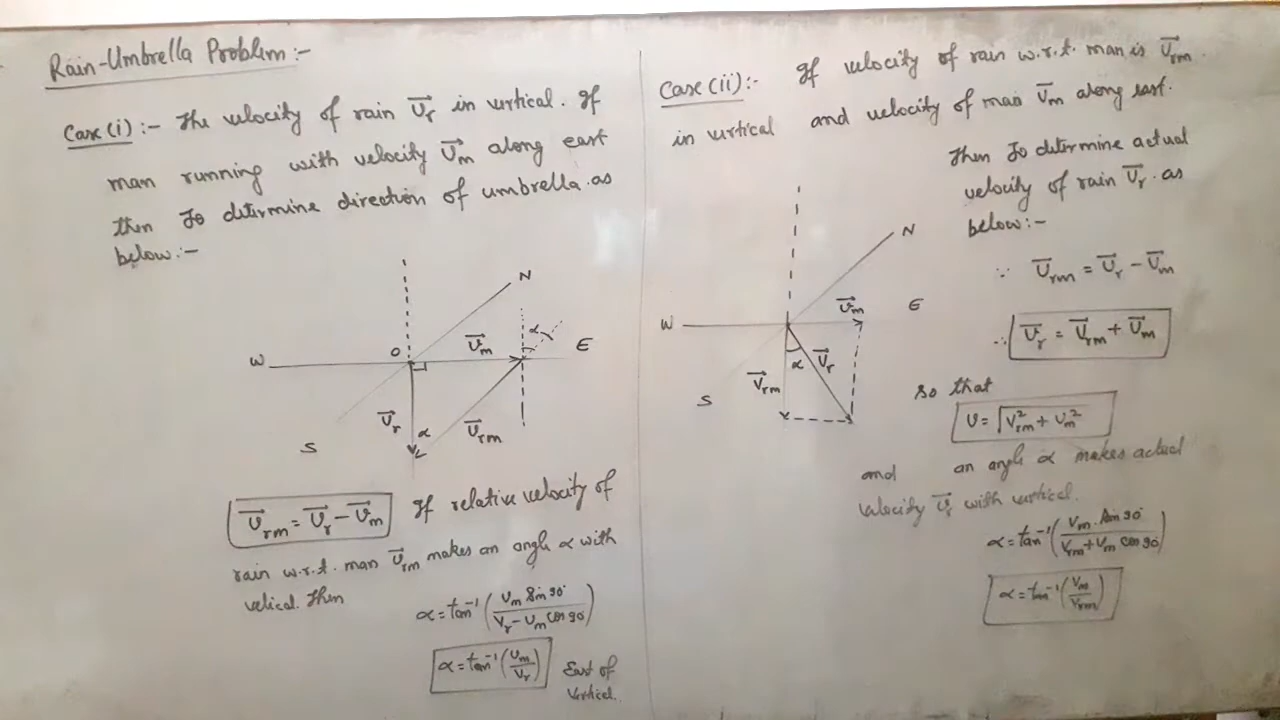 Rain-Umbrella Problem:-
Case(i):- The velocity of rain v⃗r in vertical. If
man running with velocity v⃗m along east
then To determine direction of umbrella as
below:-
N
W
O
v⃗m
α
E
v⃗r
α
v⃗rm
S
v⃗rm = v⃗r - v⃗m If relative velocity of
rain w.r.t. man v⃗rm makes an angle α with
vetical. Then
α = tan⁻¹(vm sin 90°/vr - vm cos 90°)
α = tan⁻¹(vm/vr) East of
vertical.
Case(ii):- If velocity of rain w.r.t. man is v⃗rm
in vertical and velocity of man v⃗m along east.
Then To determine actual
velocity of rain v⃗r as
below:-
N
W
v⃗m
E
α
v⃗r
v⃗rm
S
∵ v⃗rm = v⃗r - v⃗m
∴ v⃗r = v⃗rm + v⃗m
so that
v = √v²rm + v²m
and an angle α makes actual
velocity v⃗r with vertical.
α = tan⁻¹(vm. sin 90°/vrm + vm cos 90°)
α = tan⁻¹(vm/vrm)